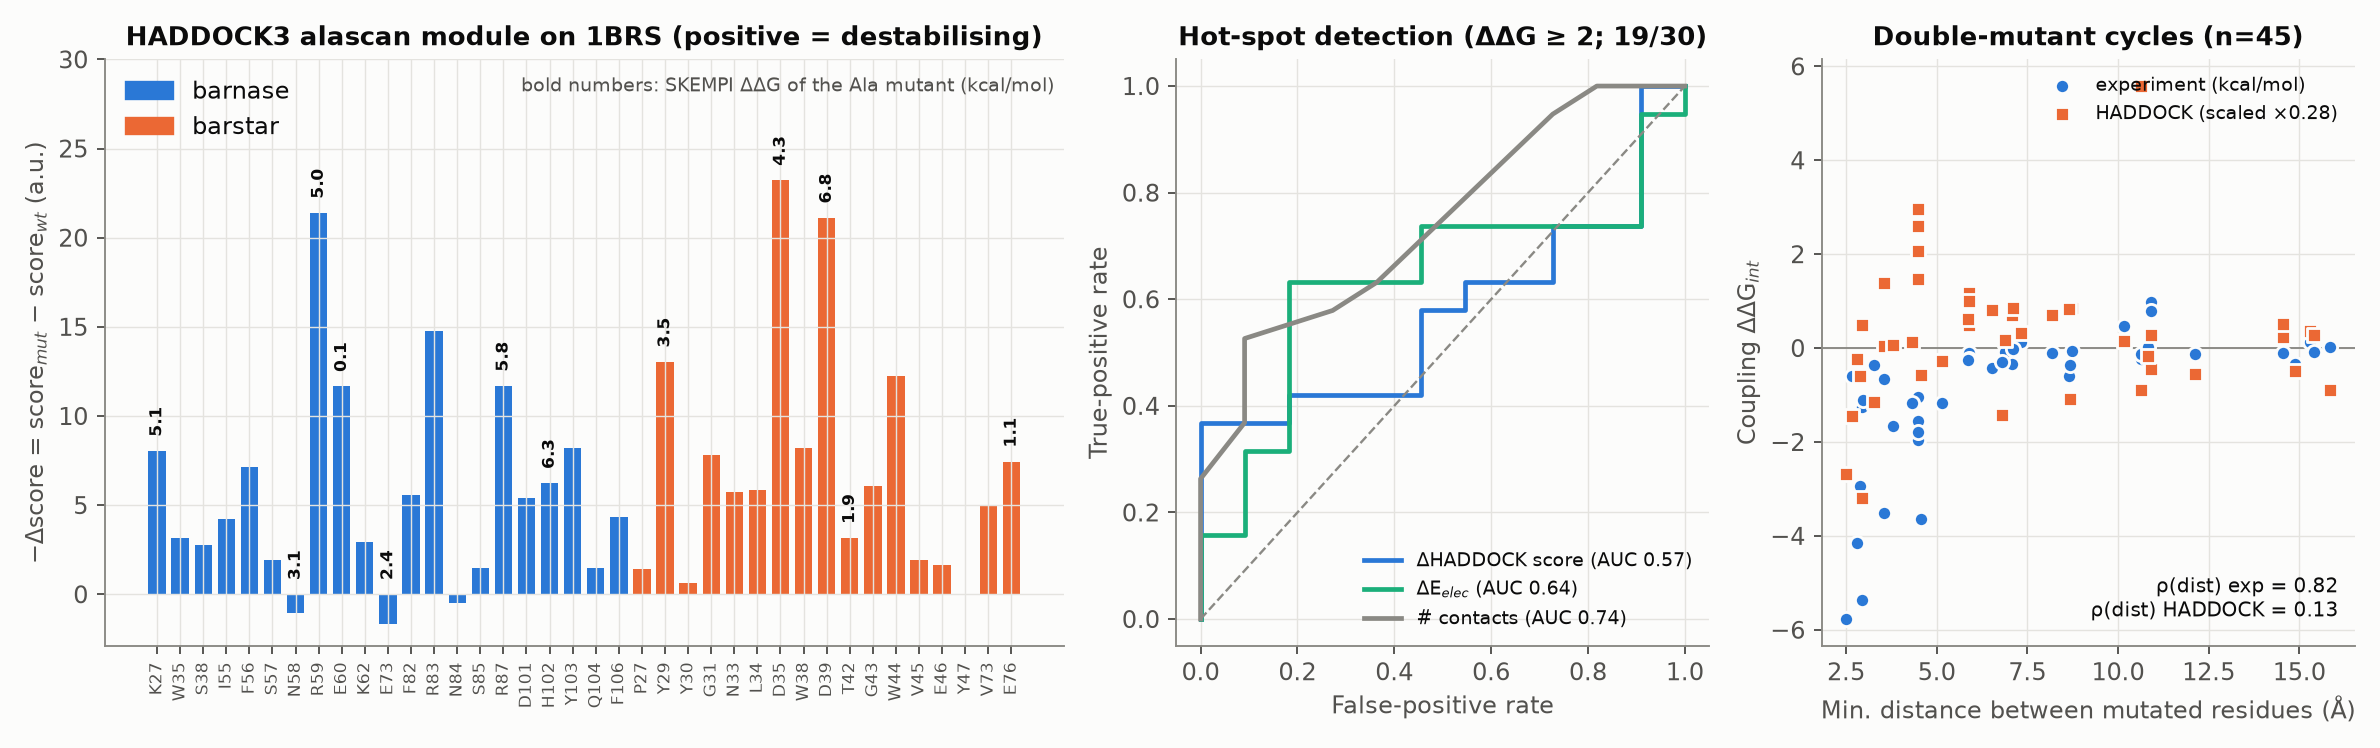 HADDOCK3 alascan module on 1BRS (positive = destabilising)
−Δscore = score_mut − score_wt (a.u.)
30
25
20
15
10
5
0
barnase
barstar
bold numbers: SKEMPI ΔΔG of the Ala mutant (kcal/mol)
5.1
3.1
5.0
0.1
2.4
5.8
6.3
3.5
4.3
6.8
1.9
1.1
K27
W35
S38
I55
F56
S57
N58
R59
E60
K62
E73
F82
R83
N84
S85
R87
D101
H102
Y103
Q104
F106
P27
Y29
Y30
G31
N33
L34
D35
W38
D39
T42
G43
W44
V45
E46
Y47
V73
E76
Hot-spot detection (ΔΔG ≥ 2; 19/30)
True-positive rate
1.0
0.8
0.6
0.4
0.2
0.0
ΔHADDOCK score (AUC 0.57)
ΔE_elec (AUC 0.64)
# contacts (AUC 0.74)
0.0 0.2 0.4 0.6 0.8 1.0
False-positive rate
Double-mutant cycles (n=45)
Coupling ΔΔG_int
6
4
2
0
−2
−4
−6
experiment (kcal/mol)
HADDOCK (scaled ×0.28)
ρ(dist) exp = 0.82
ρ(dist) HADDOCK = 0.13
2.5 5.0 7.5 10.0 12.5 15.0
Min. distance between mutated residues (Å)